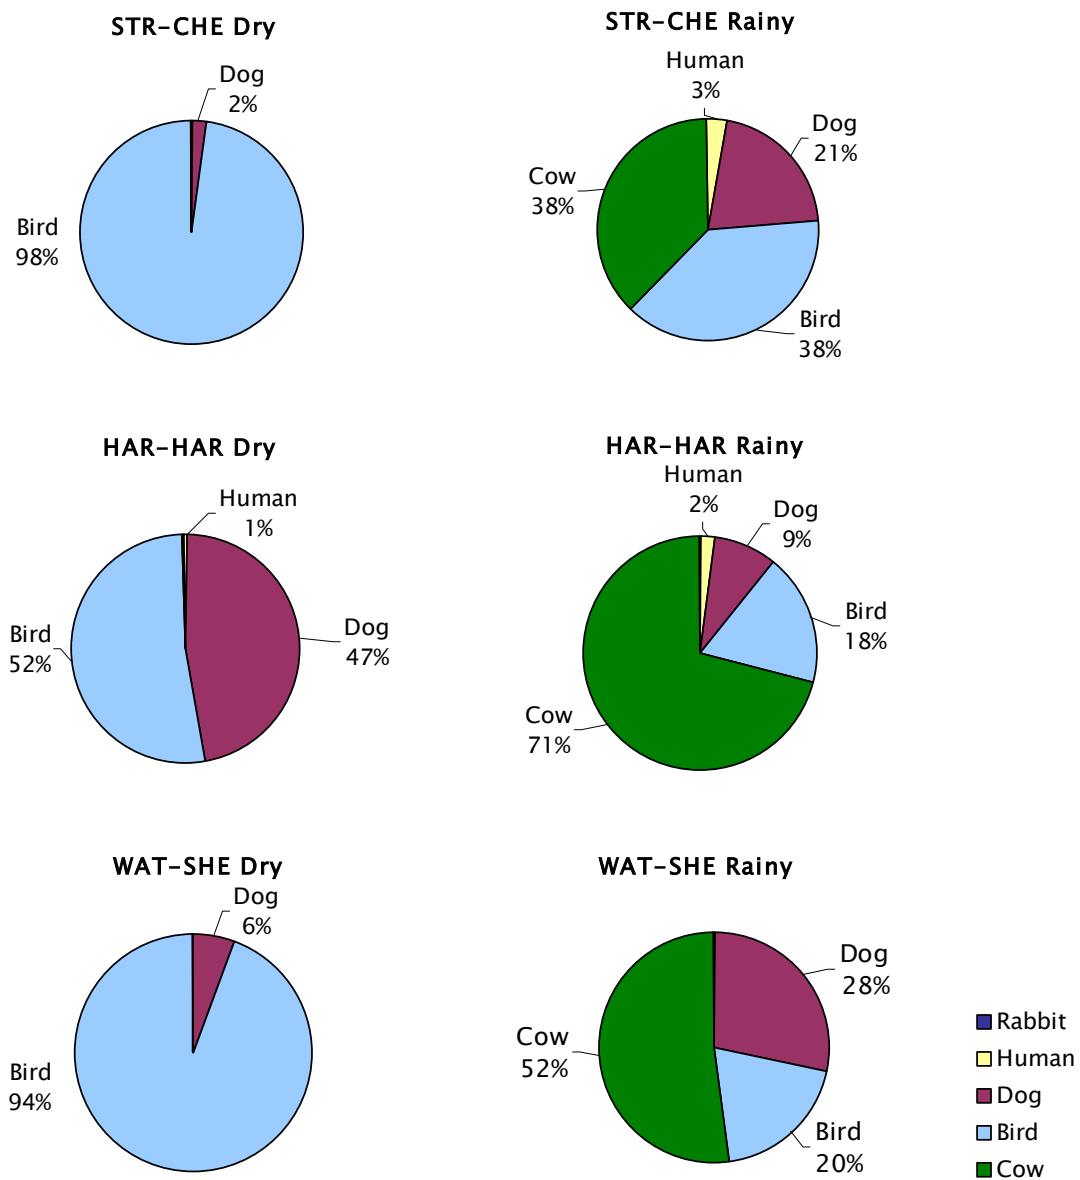 STR-CHE Dry
Dog
2%
Bird
98%
STR-CHE Rainy
Human
3%
Dog
21%
Cow
38%
Bird
38%
HAR-HAR Dry
Human
1%
Bird
52%
Dog
47%
HAR-HAR Rainy
Human
2%
Dog
9%
Bird
18%
Cow
71%
WAT-SHE Dry
Dog
6%
Bird
94%
WAT-SHE Rainy
Dog
28%
Cow
52%
Bird
20%
Rabbit
Human
Dog
Bird
Cow